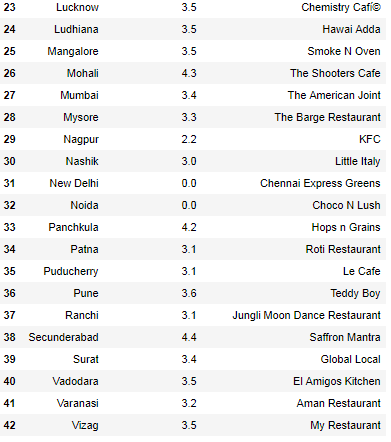 23 Lucknow 3.5 Chemistry Café©
24 Ludhiana 3.5 Hawai Adda
25 Mangalore 3.5 Smoke N Oven
26 Mohali 4.3 The Shooters Cafe
27 Mumbai 3.4 The American Joint
28 Mysore 3.3 The Barge Restaurant
29 Nagpur 2.2 KFC
30 Nashik 3.0 Little Italy
31 New Delhi 0.0 Chennai Express Greens
32 Noida 0.0 Choco N Lush
33 Panchkula 4.2 Hops n Grains
34 Patna 3.1 Roti Restaurant
35 Puducherry 3.1 Le Cafe
36 Pune 3.6 Teddy Boy
37 Ranchi 3.1 Jungli Moon Dance Restaurant
38 Secunderabad 4.4 Saffron Mantra
39 Surat 3.4 Global Local
40 Vadodara 3.5 El Amigos Kitchen
41 Varanasi 3.2 Aman Restaurant
42 Vizag 3.5 My Restaurant